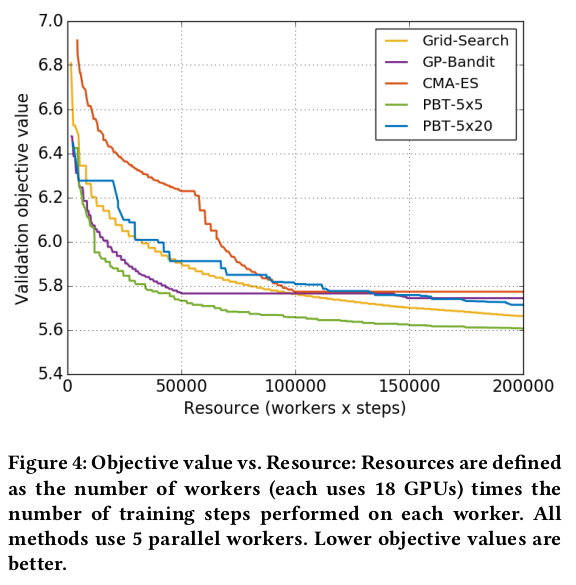 7.0
6.8
6.6
6.4
6.2
6.0
5.8
5.6
5.4
Validation objective value
Grid-Search
GP-Bandit
CMA-ES
PBT-5x5
PBT-5x20
0 50000 100000 150000 200000
Resource (workers x steps)
Figure 4: Objective value vs. Resource: Resources are defined
as the number of workers (each uses 18 GPUs) times the
number of training steps performed on each worker. All
methods use 5 parallel workers. Lower objective values are
better.